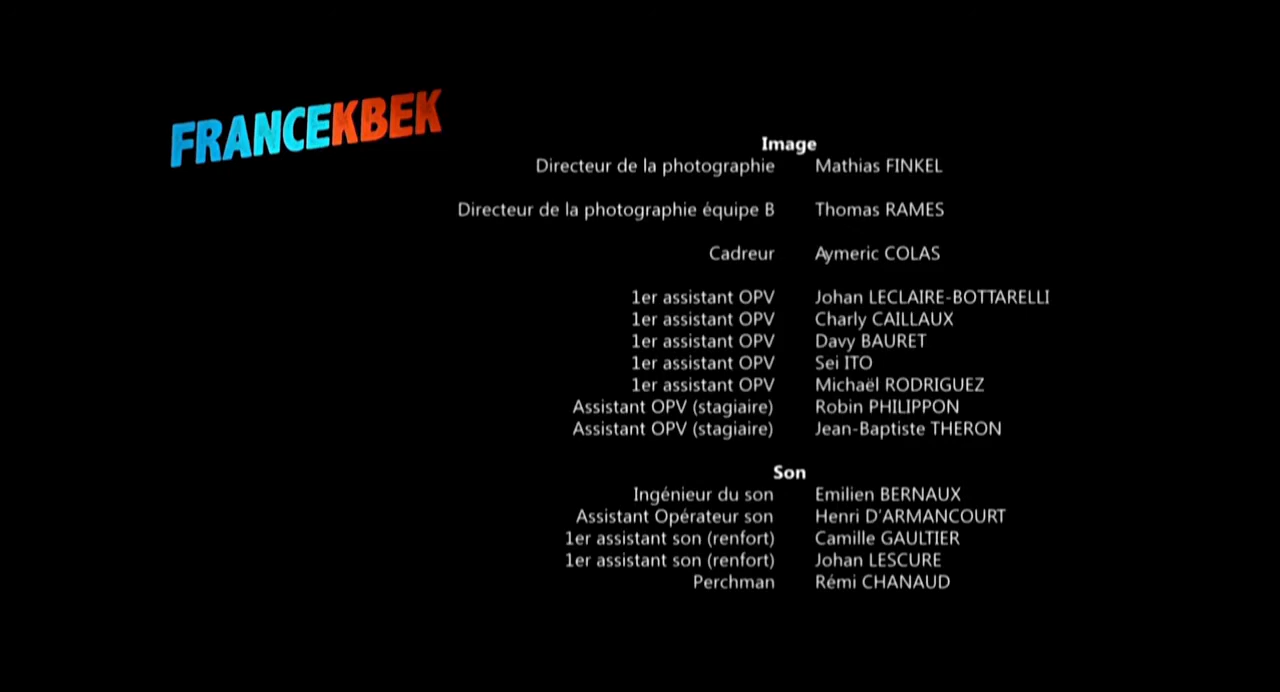 FRANCEKBEK
Image
Directeur de la photographie Mathias FINKEL
Directeur de la photographie équipe B Thomas RAMES
Cadreur Aymeric COLAS
1er assistant OPV Johan LECLAIRE-BOTTARELLI
1er assistant OPV Charly CAILLAUX
1er assistant OPV Davy BAURET
1er assistant OPV Sei ITO
1er assistant OPV Michaël RODRIGUEZ
Assistant OPV (stagiaire) Robin PHILIPPON
Assistant OPV (stagiaire) Jean-Baptiste THERON
Son
Ingénieur du son Emilien BERNAUX
Assistant Opérateur son Henri D'ARMANCOURT
1er assistant son (renfort) Camille GAULTIER
1er assistant son (renfort) Johan LESCURE
Perchman Rémi CHANAUD